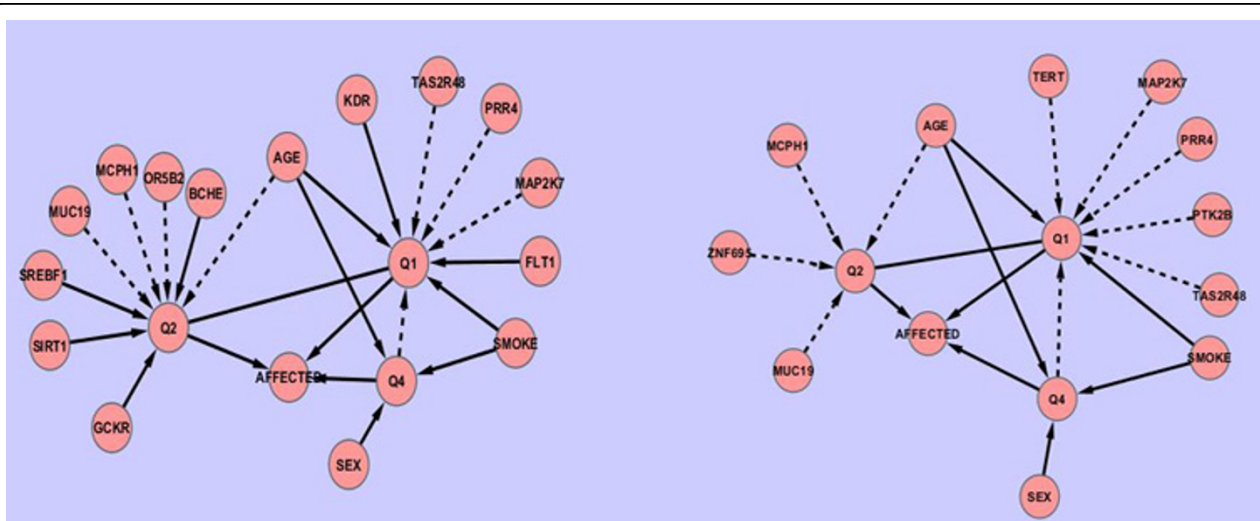 TAS2R48
KDR
PRR4
AGE
MCPH1
OR5B2
BCHE
MAP2K7
MUC19
Q1
FLT1
SREBF1
Q2
SIRT1
SMOKE
AFFECTED
Q4
GCKR
SEX
TERT
MAP2K7
AGE
PRR4
MCPH1
PTK2B
Q1
ZNF695
Q2
TAS2R48
AFFECTED
SMOKE
MUC19
Q4
SEX